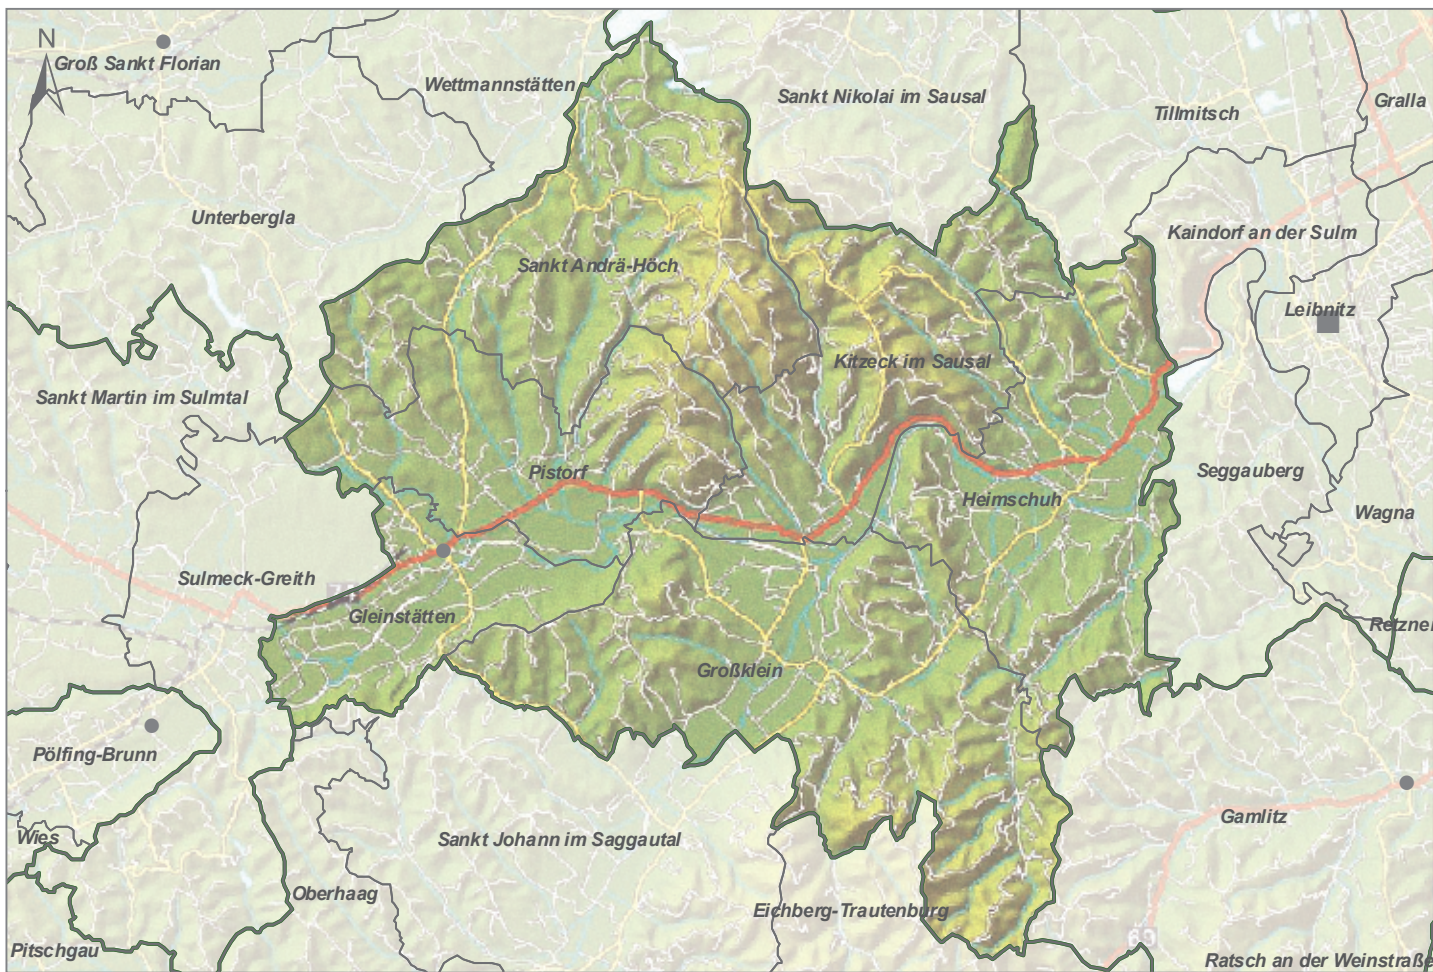 N
Groß Sankt Florian
Wettmannstätten
Sankt Nikolai im Sausal
Tillmitsch
Gralla
Unterbergla
Kaindorf an der Sulm
Sankt Andrä-Höch
Leibnitz
Kitzeck im Sausal
Sankt Martin im Sulmtal
Pistorf
Seggauberg
Heimschuh
Wagna
Sulmeck-Greith
Gleinstätten
Retznei
Großklein
Pölfing-Brunn
Gamlitz
Wies
Sankt Johann im Saggautal
Oberhaag
Eichberg-Trautenburg
69
Pitschgau
Ratsch an der Weinstraße